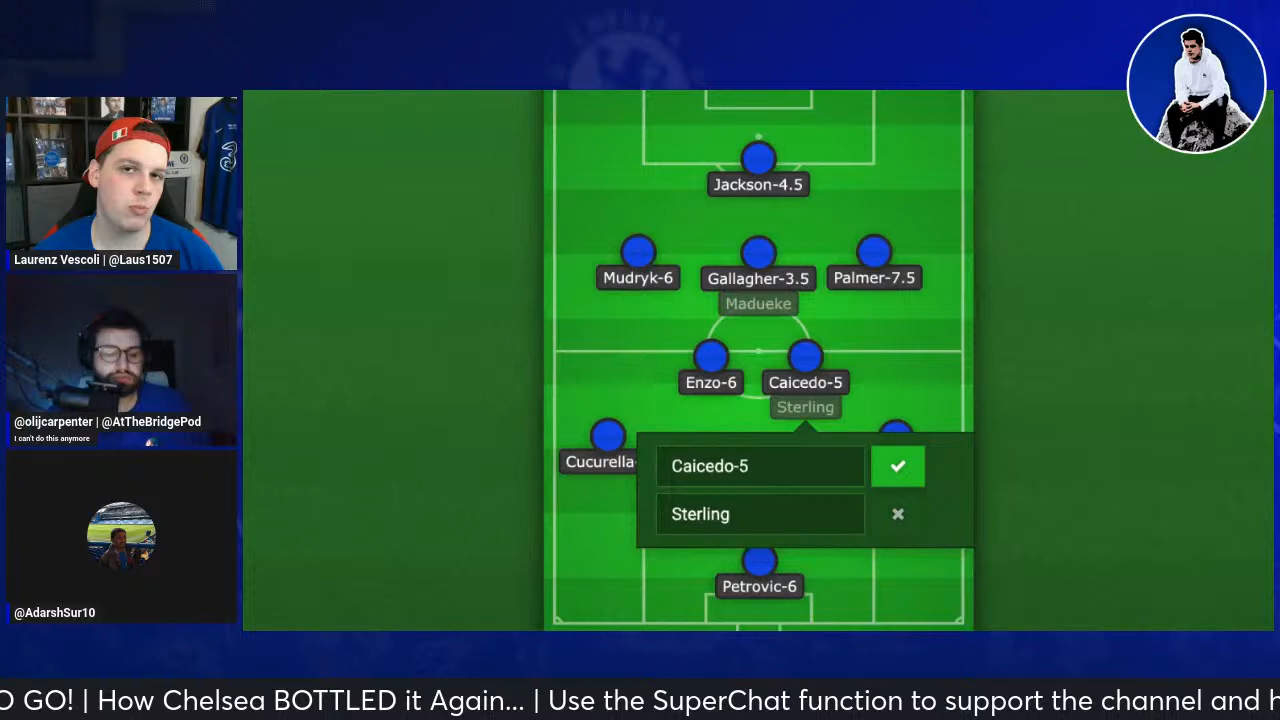 Laurenz Vescoli | @Laus1507
@olijcarpenter | @AtTheBridgePod
I can't do this anymore
@AdarshSur10
Jackson-4.5
Mudryk-6
Gallagher-3.5
Palmer-7.5
Madueke
Enzo-6
Caicedo-5
Sterling
Cucurella-
Caicedo-5
Sterling
Petrovic-6
O GO! | How Chelsea BOTTLED it Again... | Use the SuperChat function to support the channel and h